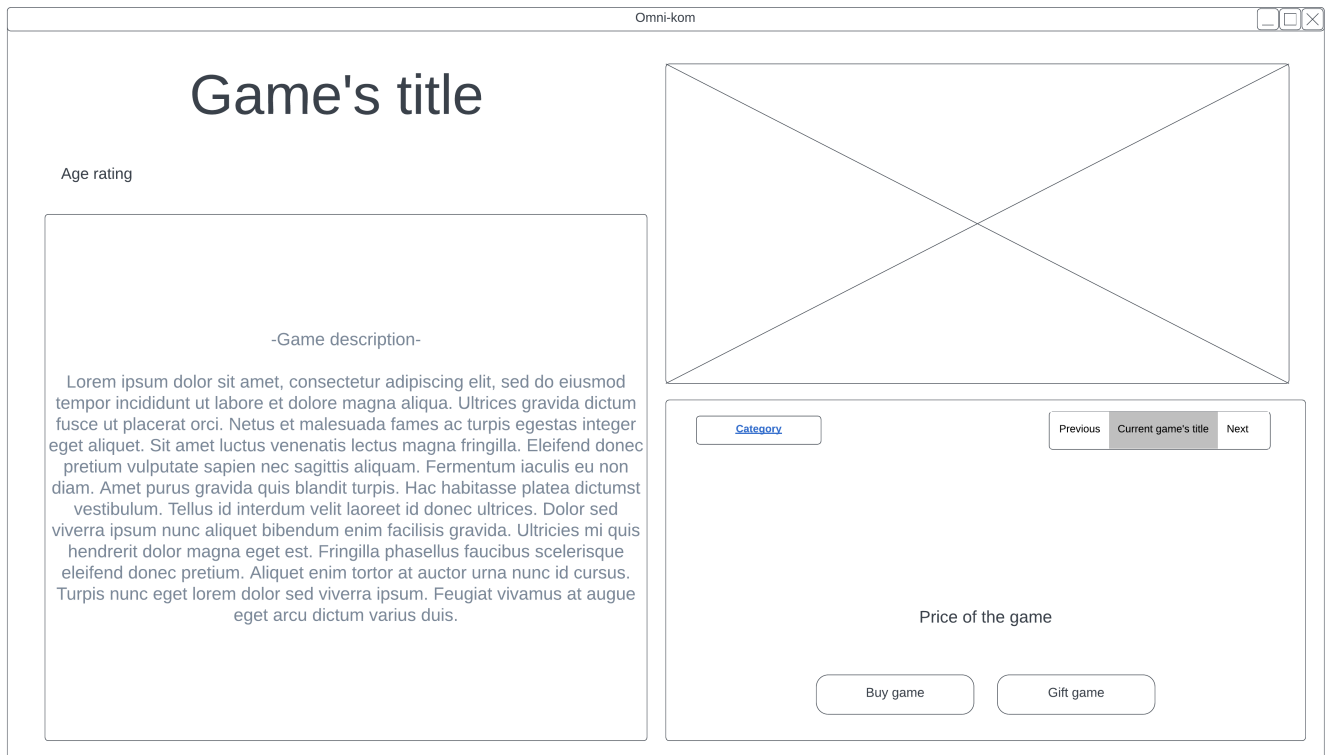 Omni-kom
Game's title
Age rating
-Game description-
Lorem ipsum dolor sit amet, consectetur adipiscing elit, sed do eiusmod
tempor incididunt ut labore et dolore magna aliqua. Ultrices gravida dictum
fusce ut placerat orci. Netus et malesuada fames ac turpis egestas integer
eget aliquet. Sit amet luctus venenatis lectus magna fringilla. Eleifend donec
pretium vulputate sapien nec sagittis aliquam. Fermentum iaculis eu non
diam. Amet purus gravida quis blandit turpis. Hac habitasse platea dictumst
vestibulum. Tellus id interdum velit laoreet id donec ultrices. Dolor sed
viverra ipsum nunc aliquet bibendum enim facilisis gravida. Ultricies mi quis
hendrerit dolor magna eget est. Fringilla phasellus faucibus scelerisque
eleifend donec pretium. Aliquet enim tortor at auctor urna nunc id cursus.
Turpis nunc eget lorem dolor sed viverra ipsum. Feugiat vivamus at augue
eget arcu dictum varius duis.
Category
Previous Current game's title Next
Price of the game
Buy game
Gift game